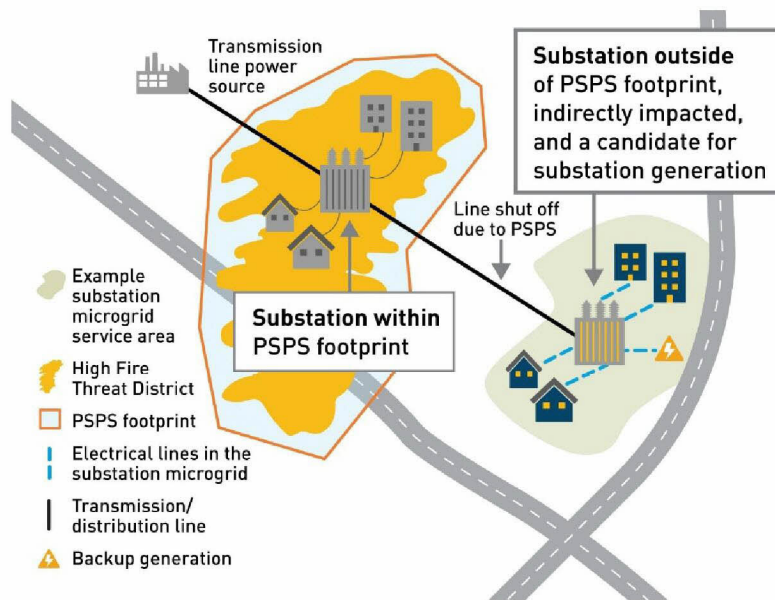 Transmission
line power
source
Substation outside
of PSPS footprint,
indirectly impacted,
and a candidate for
substation generation
Line shut off
due to PSPS
Substation within
PSPS footprint
Example
substation
microgrid
service area
High Fire
Threat District
PSPS footprint
Electrical lines in the
substation microgrid
Transmission/
distribution line
Backup generation